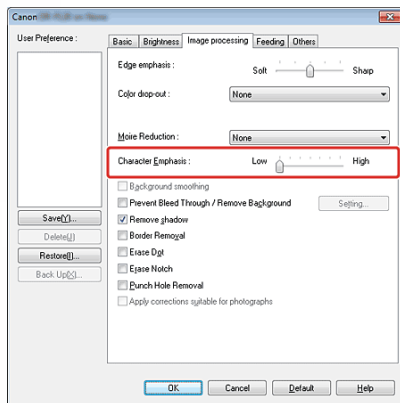 Canon on None
User Preference :
Basic Brightness Image processing Feeding Others
Edge emphasis : Soft Sharp
Color drop-out : None
Moire Reduction : None
Character Emphasis : Low High
Background smoothing
Prevent Bleed Through / Remove Background Setting...
Save(Y)...
Remove shadow
Delete(J)
Border Removal
Restore(I)...
Erase Dot
Back Up(X)...
Erase Notch
Punch Hole Removal
Apply corrections suitable for photographs
OK Cancel Default Help